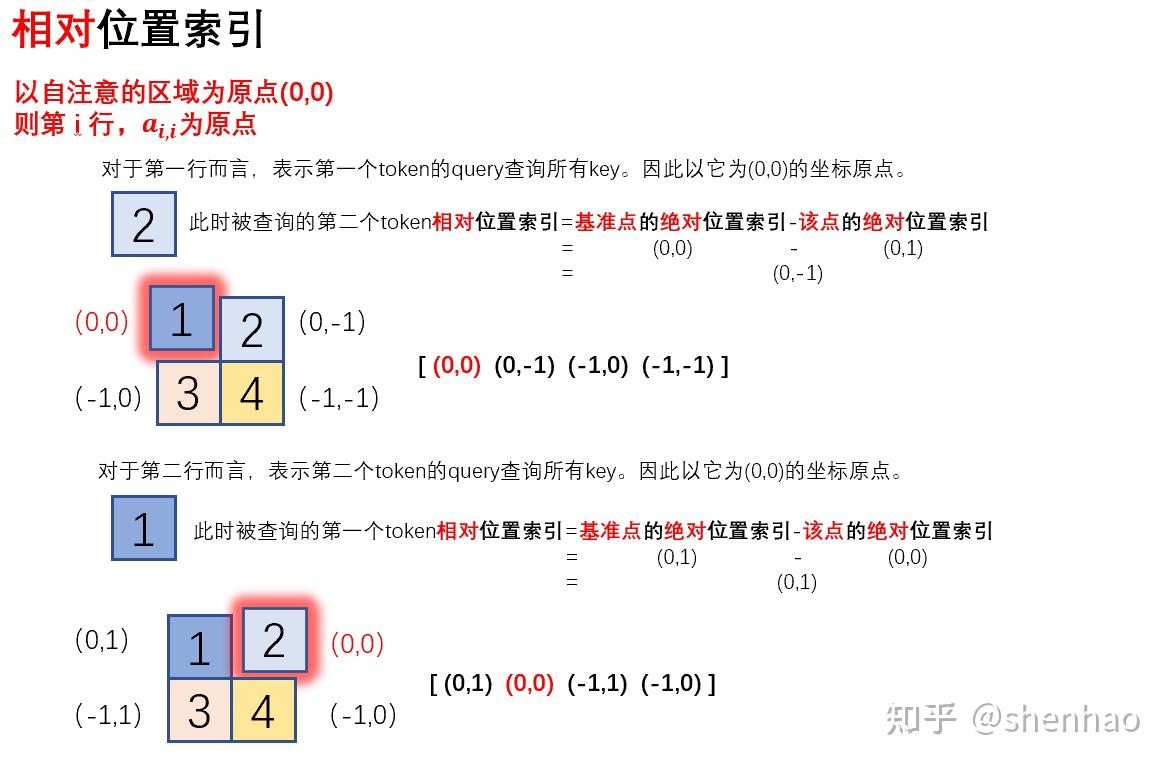 相对位置索引
以自注意的区域为原点(0,0)
则第 i 行，a_{i,i}为原点
对于第一行而言，表示第一个token的query查询所有key。因此以它为(0,0)的坐标原点。
2
此时被查询的第二个token相对位置索引=基准点的绝对位置索引-该点的绝对位置索引
= (0,0) - (0,1)
= (0,-1)
(0,0) 1 2 (0,-1)
[ (0,0) (0,-1) (-1,0) (-1,-1) ]
(-1,0) 3 4 (-1,-1)
对于第二行而言，表示第二个token的query查询所有key。因此以它为(0,0)的坐标原点。
1
此时被查询的第一个token相对位置索引=基准点的绝对位置索引-该点的绝对位置索引
= (0,1) - (0,0)
= (0,1)
(0,1) 1 2 (0,0)
[ (0,1) (0,0) (-1,1) (-1,0) ]
(-1,1) 3 4 (-1,0)
知乎 @shenhao